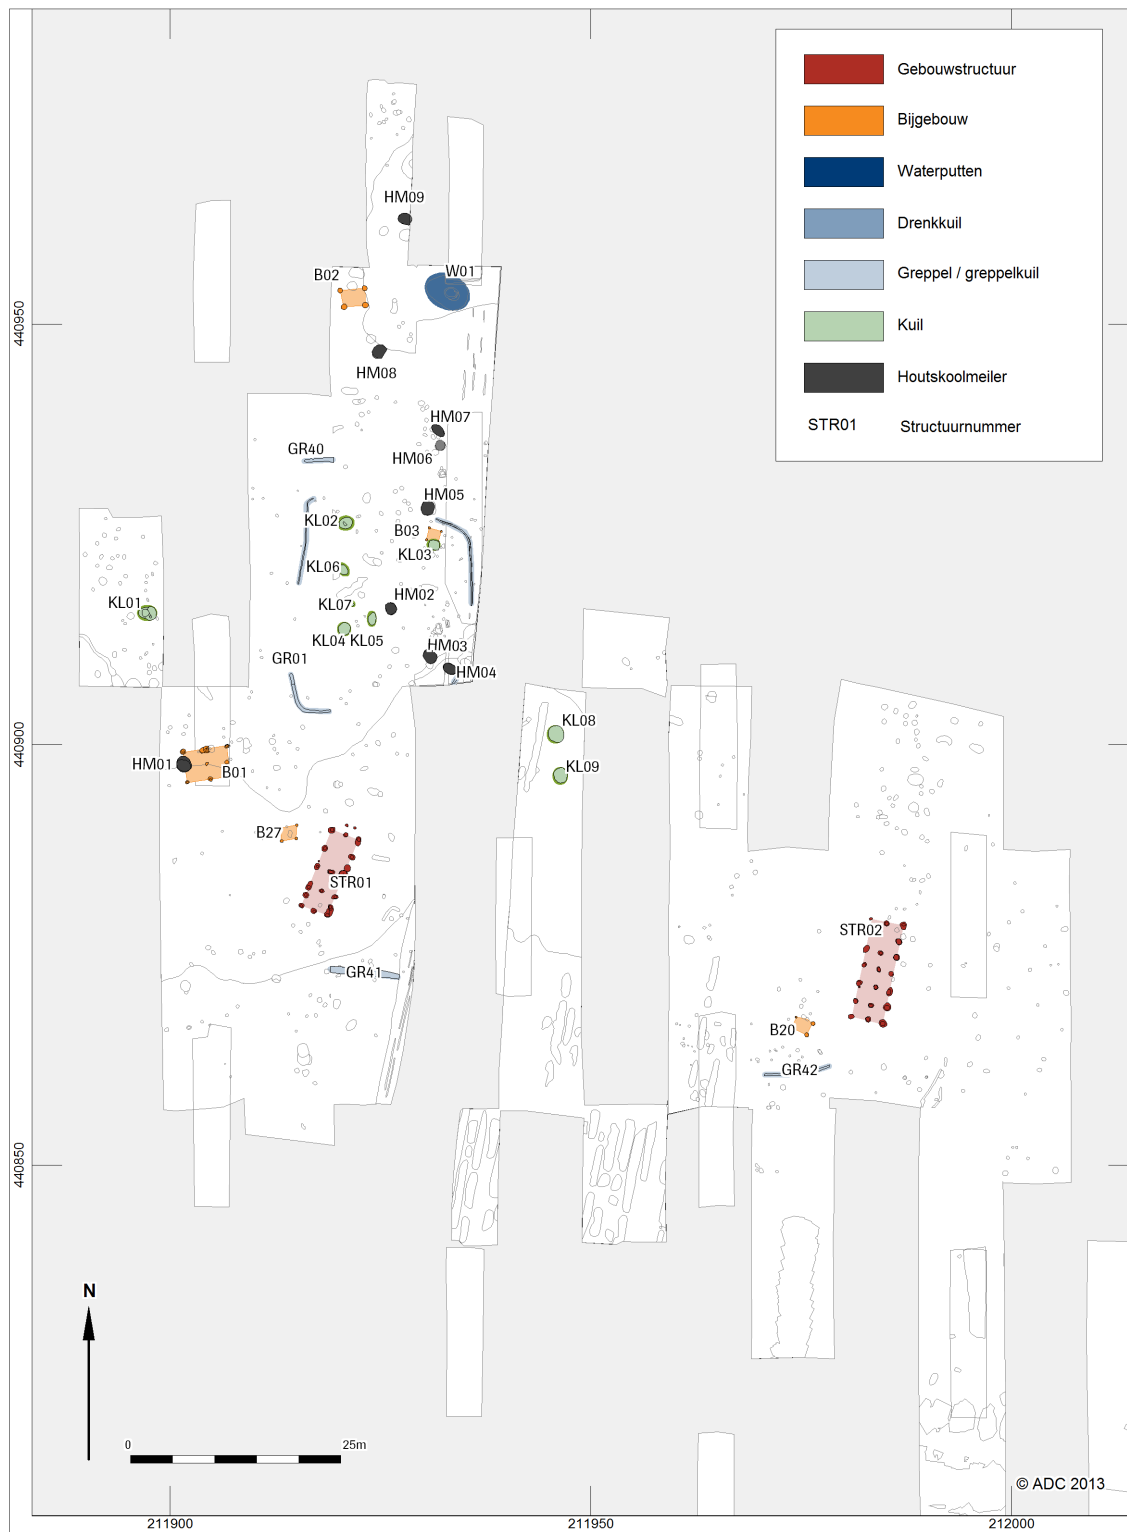 Gebouwstructuur
Bijgebouw
Waterputten
Drenkkuil
Greppel / greppelkuil
Kuil
Houtskoolmeiler
STR01 Structuurnummer
HM09
B02
W01
440950
HM08
HM07
GR40
HM06
HM05
KL02
B03
KL03
KL06
KL01
KL07
HM02
KL04 KL05
HM03
GR01
HM04
KL08
440900
HM01
B01
KL09
B27
STR01
STR02
GR41
B20
GR42
440850
N
0 25m
© ADC 2013
211900 211950 212000